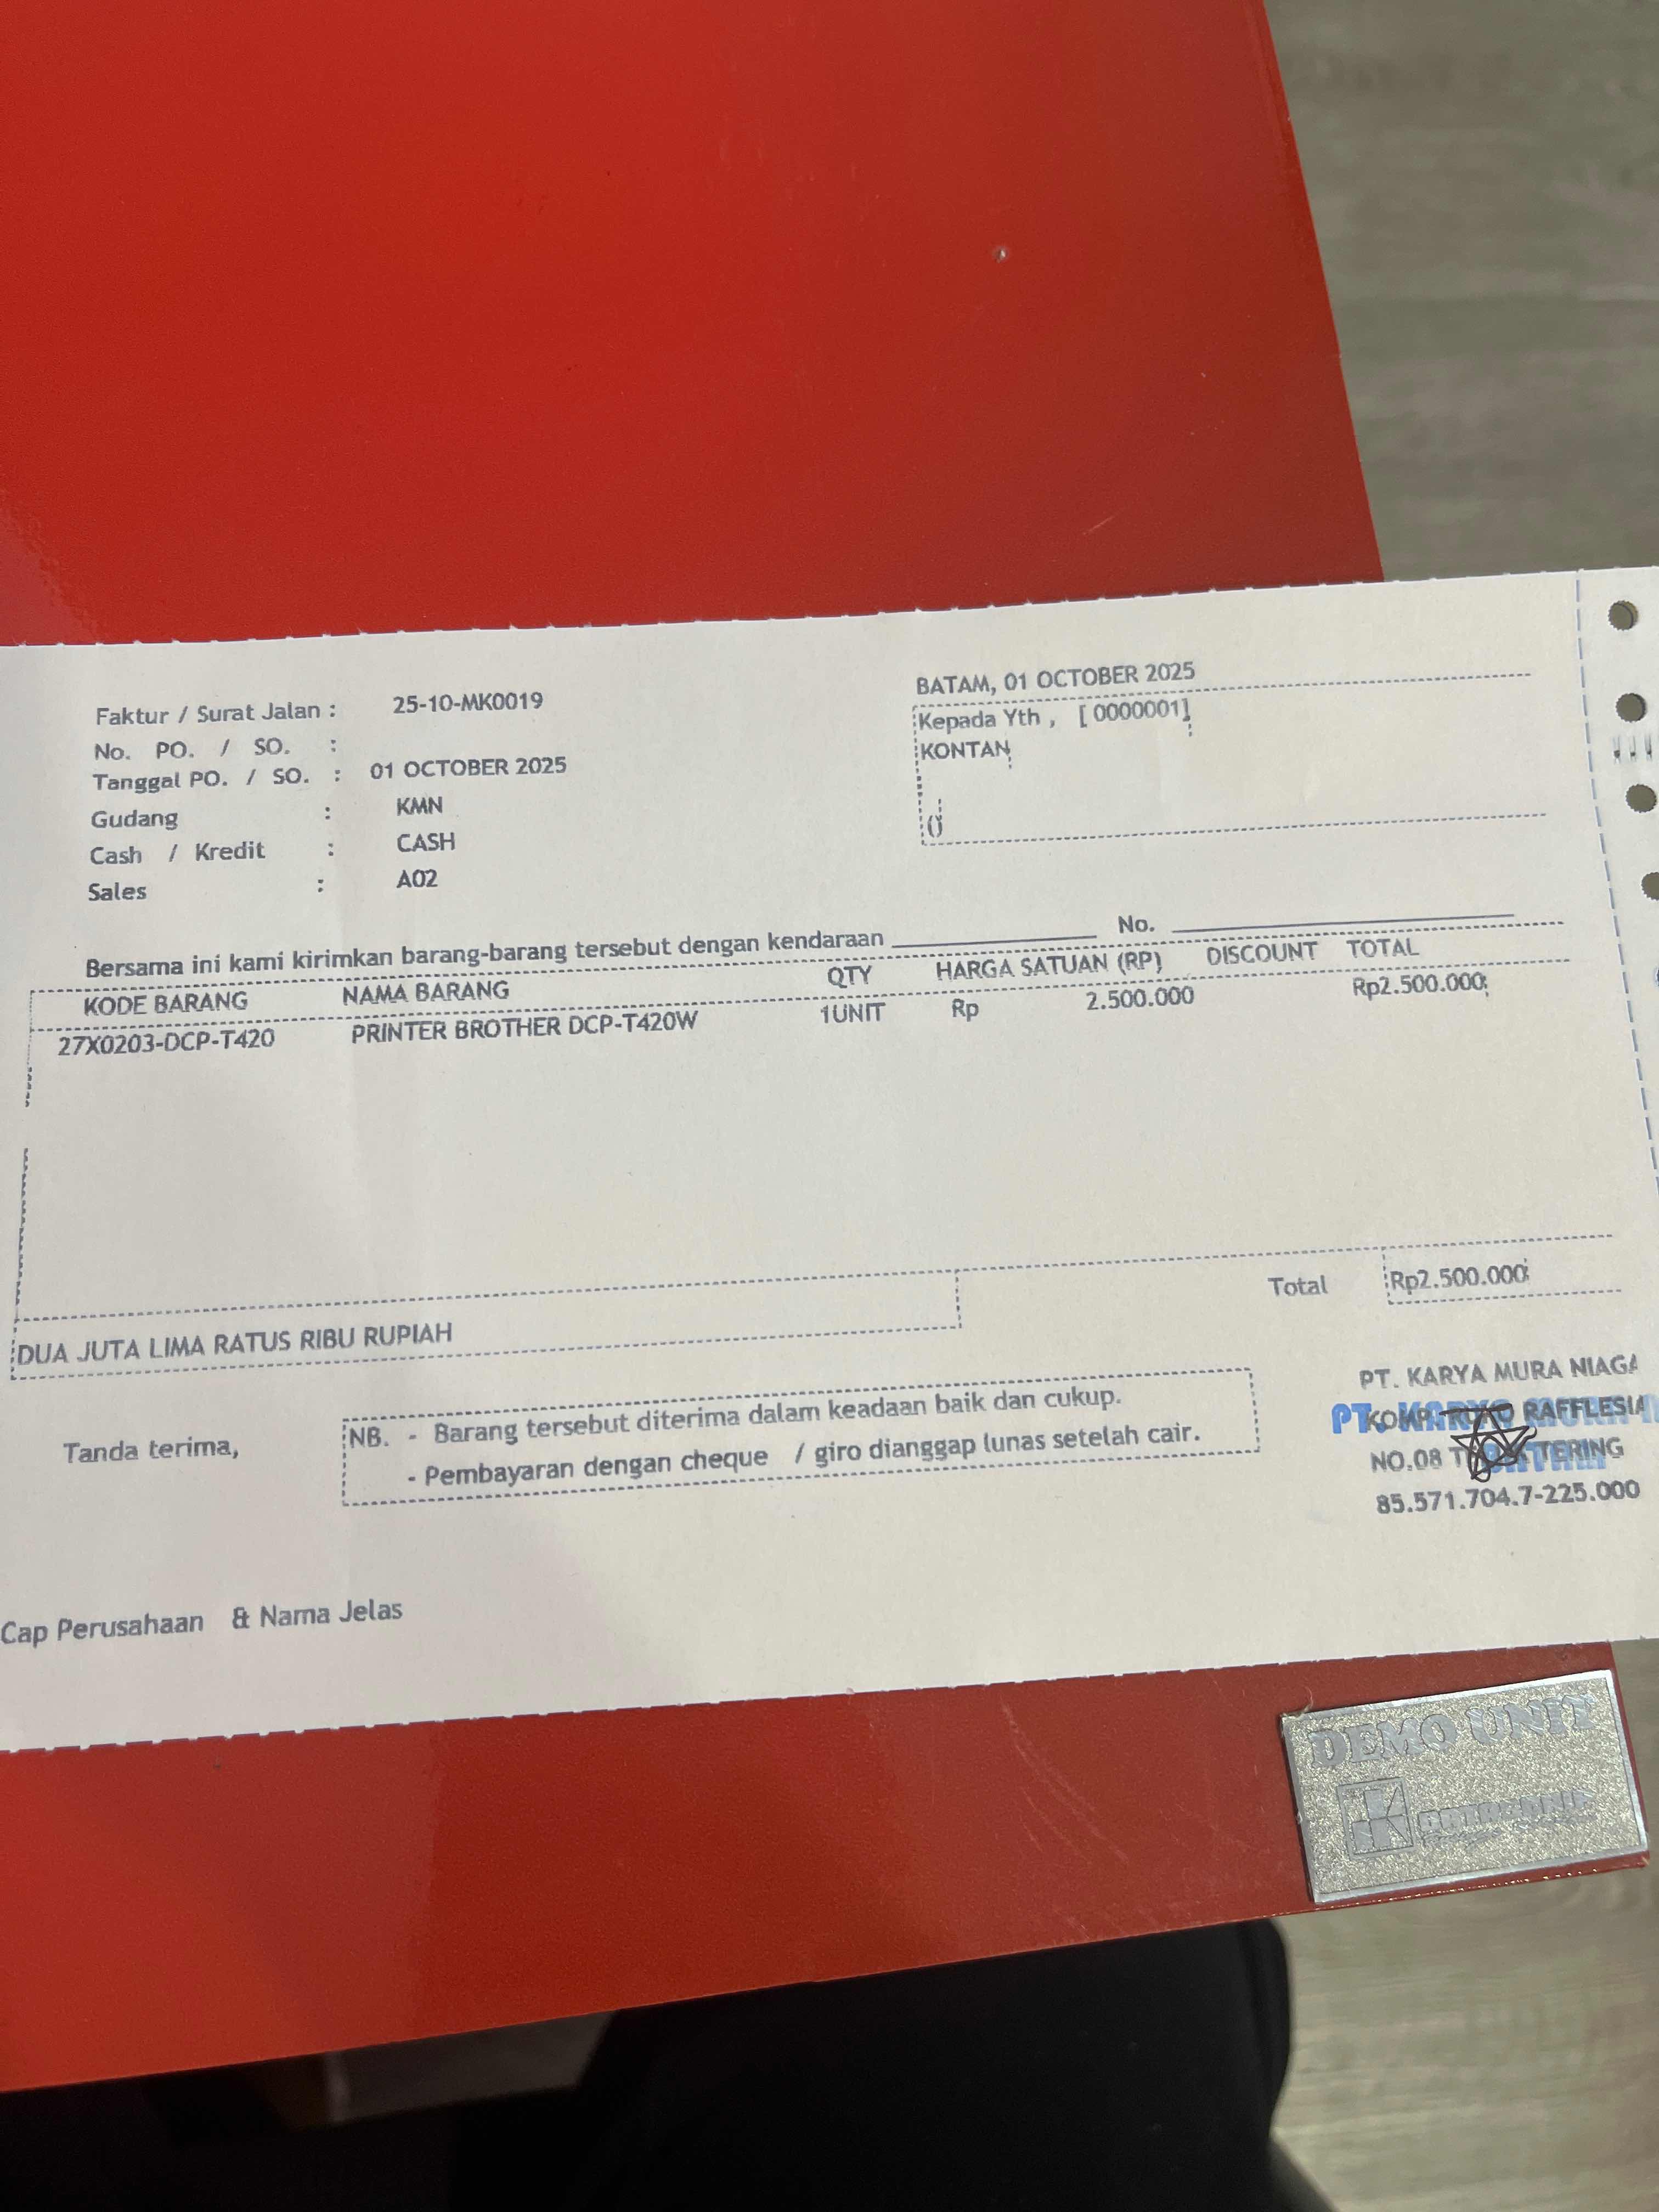 BATAM, 01 OCTOBER 2025
Faktur / Surat Jalan : 25-10-MK0019
Kepada Yth , [ 0000001]
No. PO. / SO. :
KONTAN
Tanggal PO. / SO. : 01 OCTOBER 2025
Gudang : KMN
Cash / Kredit : CASH
Sales : A02
Bersama ini kami kirimkan barang-barang tersebut dengan kendaraan No.
KODE BARANG NAMA BARANG QTY HARGA SATUAN (RP) DISCOUNT TOTAL
27X0203-DCP-T420 PRINTER BROTHER DCP-T420W 1UNIT Rp 2.500.000 Rp2.500.000
Total Rp2.500.000
DUA JUTA LIMA RATUS RIBU RUPIAH
PT. KARYA MURA NIAGA
Tanda terima,
NB. - Barang tersebut diterima dalam keadaan baik dan cukup.
- Pembayaran dengan cheque / giro dianggap lunas setelah cair.
PT.
KOMP. RAFFLESIA
NO.08
85.571.704.7-225.000
Cap Perusahaan & Nama Jelas
DEMO UNIT